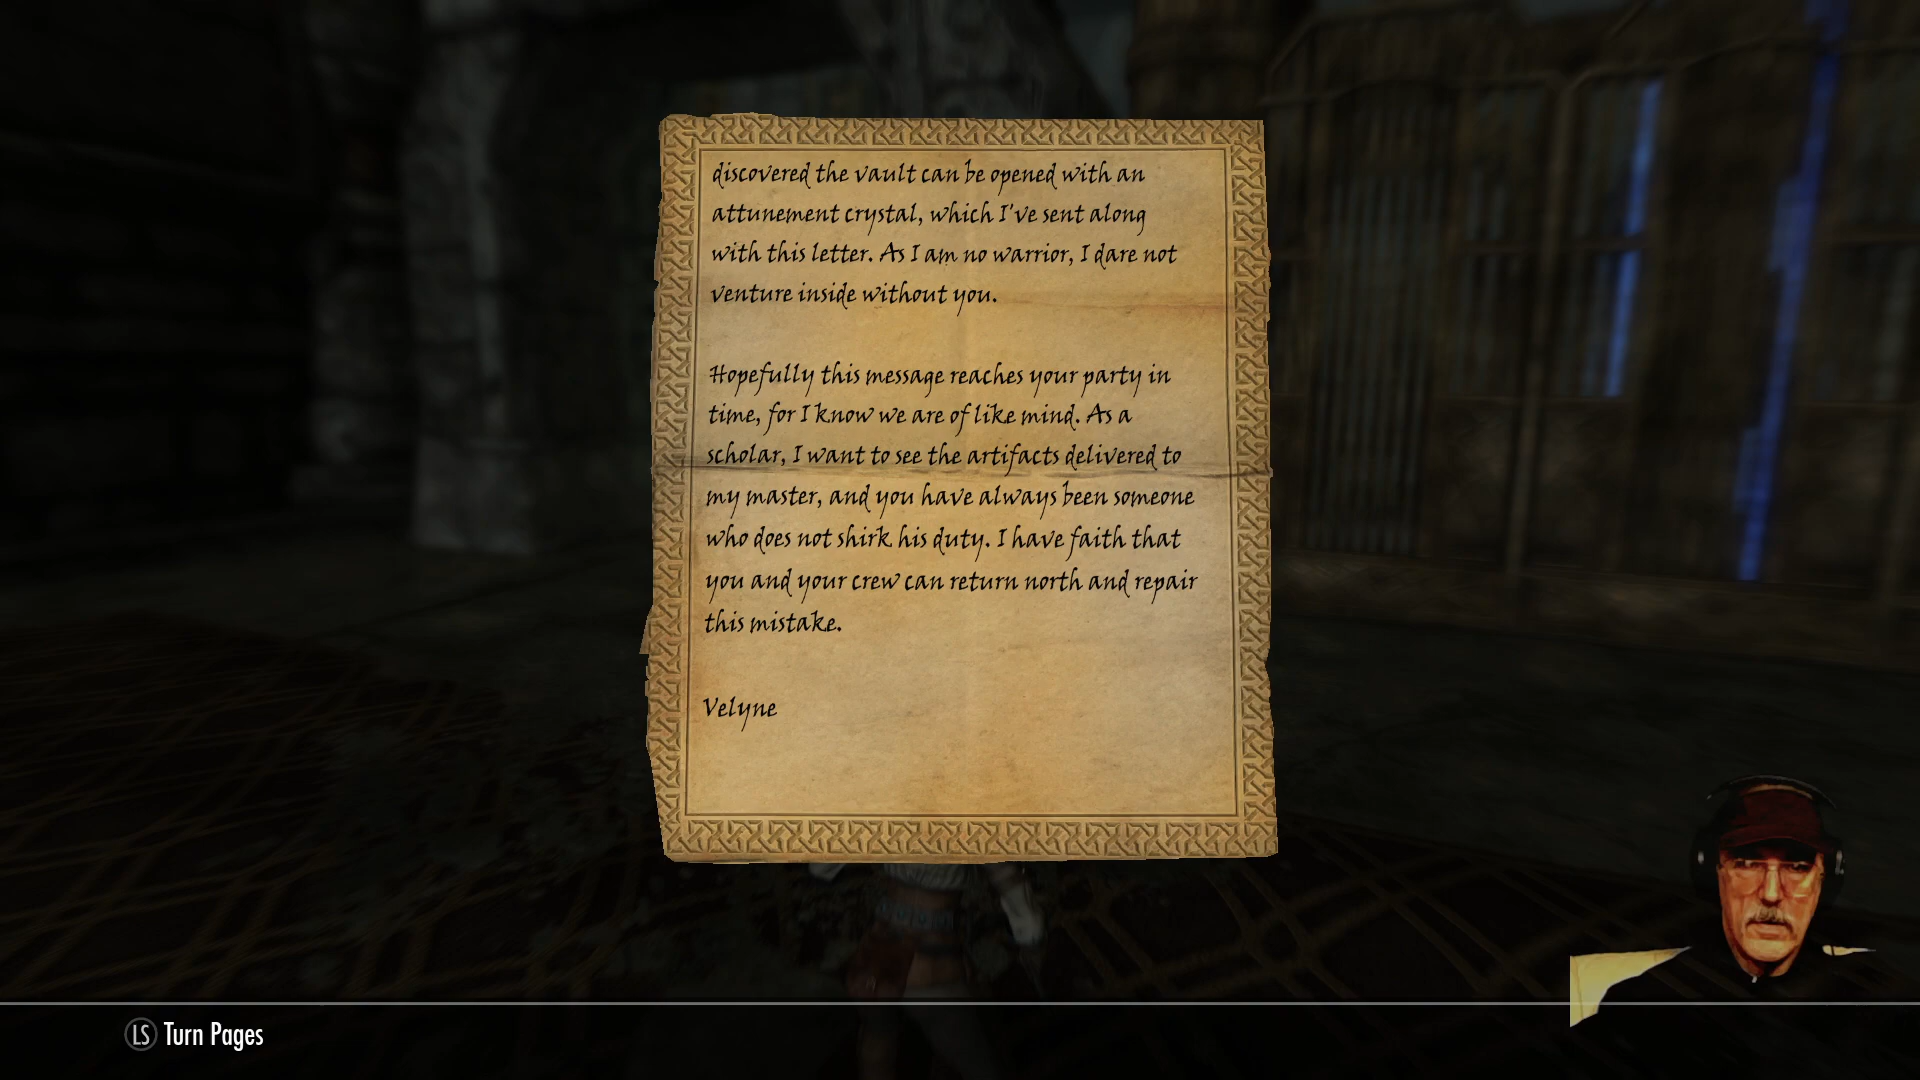 discovered the vault can be opened with an
attunement crystal, which I've sent along
with this letter. As I am no warrior, I dare not
venture inside without you.
Hopefully this message reaches your party in
time, for I know we are of like mind. As a
scholar, I want to see the artifacts delivered to
my master, and you have always been someone
who does not shirk his duty. I have faith that
you and your crew can return north and repair
this mistake.
Velyne
LS Turn Pages